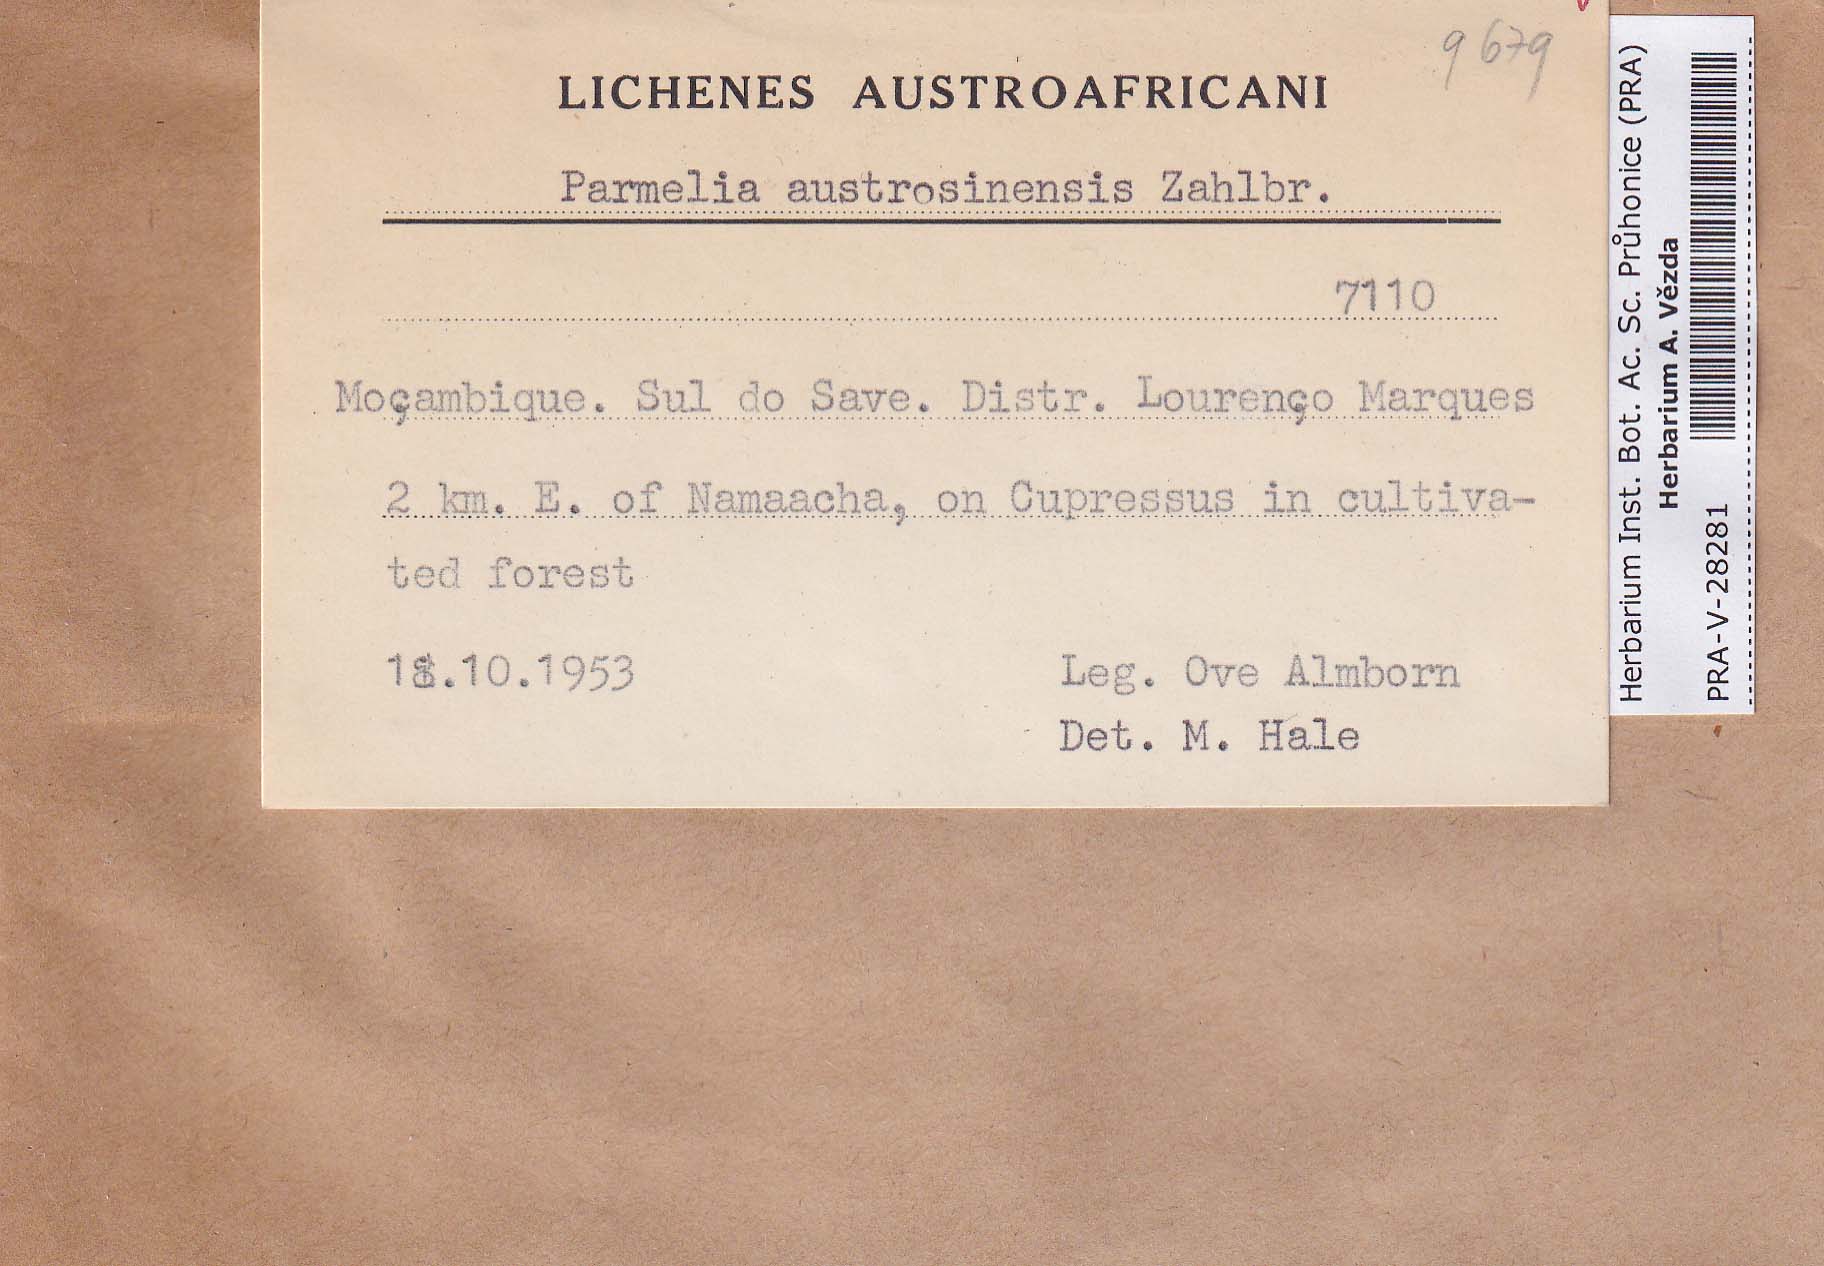 9 679
LICHENES AUSTROAFRICANI
Parmelia austrosinensis Zahlbr.
7110
Moçambique. Sul do Save. Distr. Lourenço Marques
2 km. E. of Namaacha, on Cupressus in cultiva-
ted forest
.10.1953
Leg. Ove Almborn
Det. M. Hale
Herbarium Inst. Bot. Ac. Sc. Průhonice (PRA)
Herbarium A. Vězda
PRA-V-28281